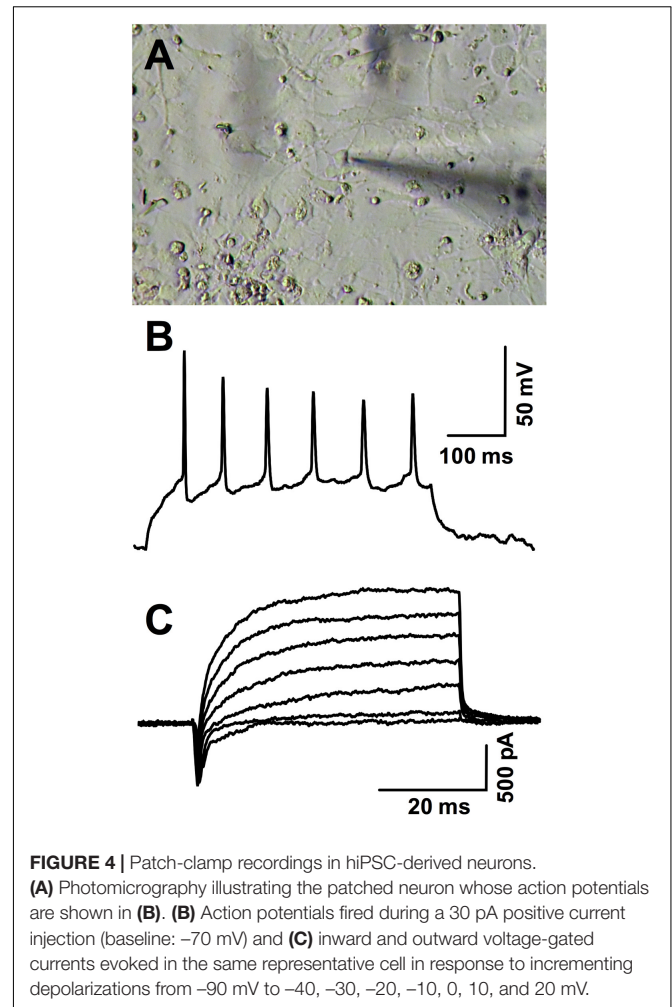 A
B
50 mV
100 ms
C
500 pA
20 ms
FIGURE 4 | Patch-clamp recordings in hiPSC-derived neurons.
(A) Photomicrography illustrating the patched neuron whose action potentials
are shown in (B). (B) Action potentials fired during a 30 pA positive current
injection (baseline: –70 mV) and (C) inward and outward voltage-gated
currents evoked in the same representative cell in response to incrementing
depolarizations from –90 mV to –40, –30, –20, –10, 0, 10, and 20 mV.